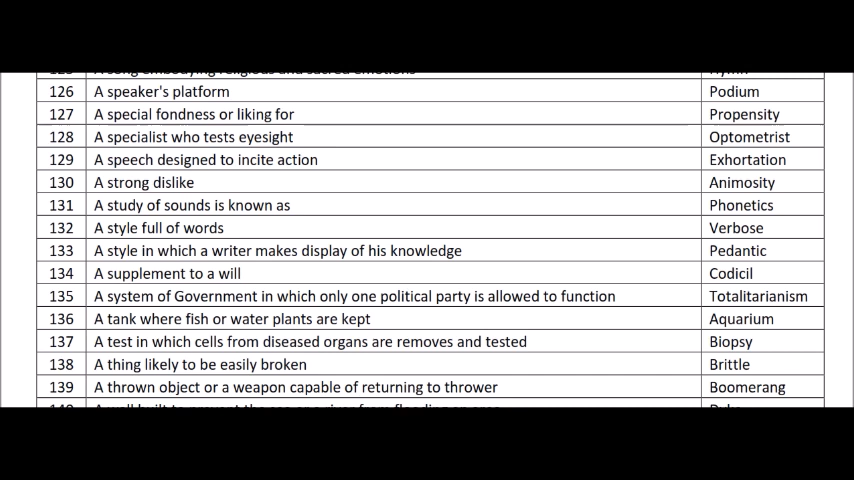 126 A speaker's platform Podium
127 A special fondness or liking for Propensity
128 A specialist who tests eyesight Optometrist
129 A speech designed to incite action Exhortation
130 A strong dislike Animosity
131 A study of sounds is known as Phonetics
132 A style full of words Verbose
133 A style in which a writer makes display of his knowledge Pedantic
134 A supplement to a will Codicil
135 A system of Government in which only one political party is allowed to function Totalitarianism
136 A tank where fish or water plants are kept Aquarium
137 A test in which cells from diseased organs are removes and tested Biopsy
138 A thing likely to be easily broken Brittle
139 A thrown object or a weapon capable of returning to thrower Boomerang